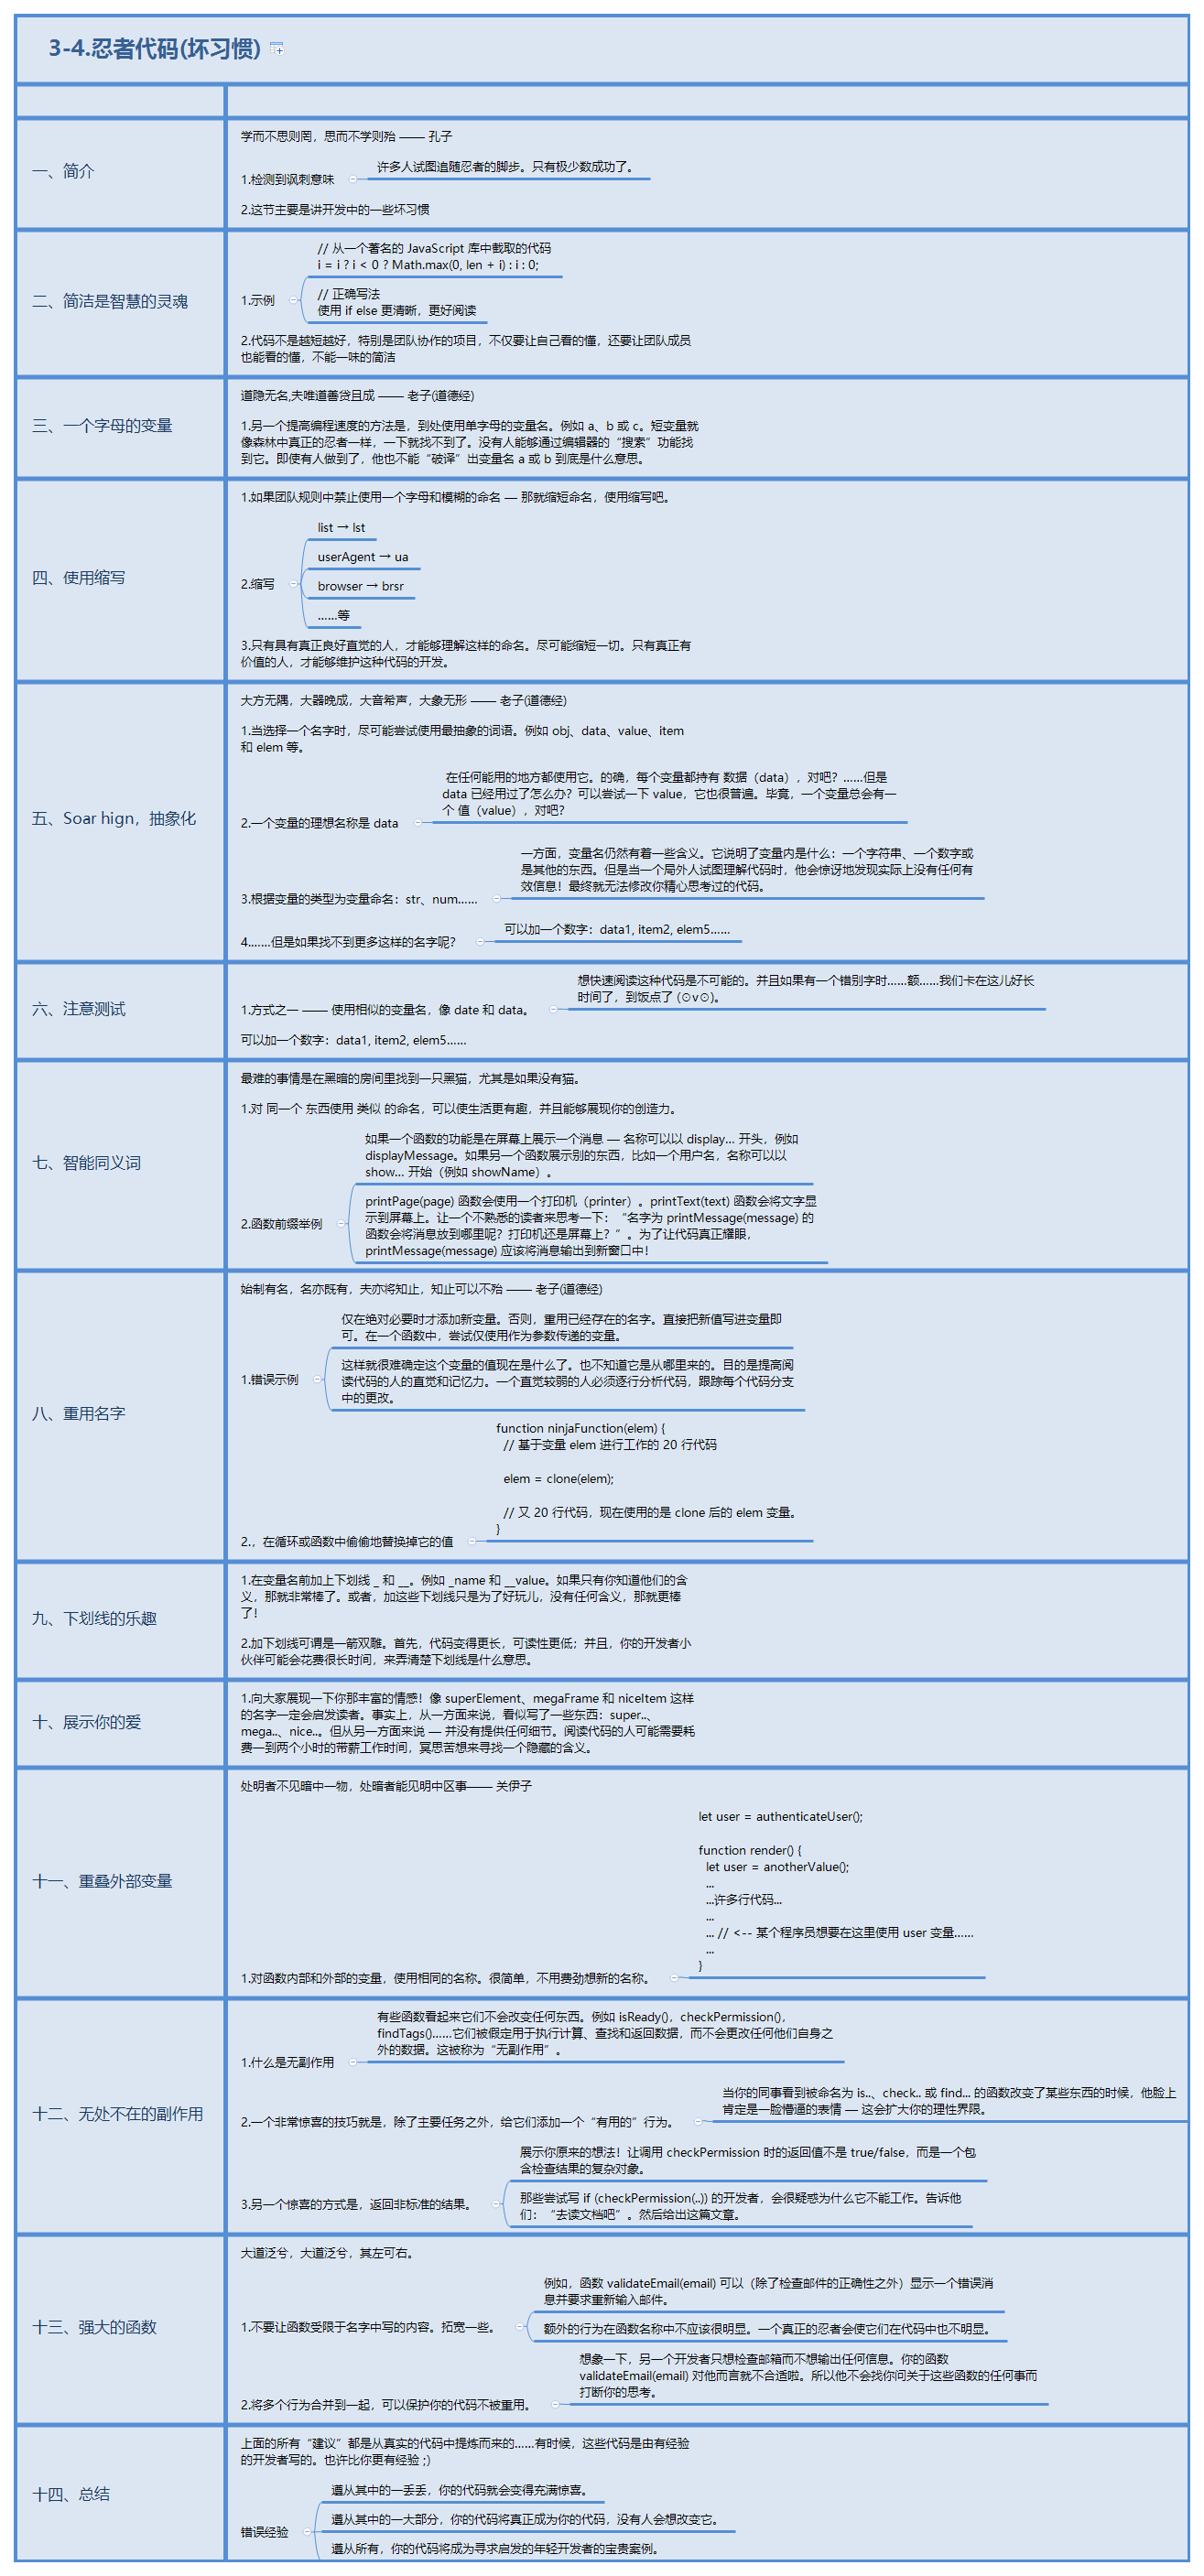 3-4.忍者代码(坏习惯)
一、简介
学而不思则罔，思而不学则殆 —— 孔子
1.检测到讽刺意味
许多人试图追随忍者的脚步。只有极少数成功了。
2.这节主要是讲开发中的一些坏习惯
二、简洁是智慧的灵魂
1.示例
// 从一个著名的 JavaScript 库中截取的代码
i = i ? i < 0 ? Math.max(0, len + i) : i : 0;
// 正确写法
使用 if else 更清晰，更好阅读
2.代码不是越短越好，特别是团队协作的项目，不仅要让自己看的懂，还要让团队成员
也能看的懂，不能一味的简洁
三、一个字母的变量
道隐无名,夫唯道善贷且成 —— 老子(道德经)
1.另一个提高编程速度的方法是，到处使用单字母的变量名。例如 a、b 或 c。短变量就
像森林中真正的忍者一样，一下就找不到了。没有人能够通过编辑器的“搜索”功能找
到它。即使有人做到了，他也不能“破译”出变量名 a 或 b 到底是什么意思。
四、使用缩写
1.如果团队规则中禁止使用一个字母和模糊的命名 — 那就缩短命名，使用缩写吧。
2.缩写
list → lst
userAgent → ua
browser → brsr
……等
3.只有具有真正良好直觉的人，才能够理解这样的命名。尽可能缩短一切。只有真正有
价值的人，才能够维护这种代码的开发。
五、Soar hign，抽象化
大方无隅，大器晚成，大音希声，大象无形 —— 老子(道德经)
1.当选择一个名字时，尽可能尝试使用最抽象的词语。例如 obj、data、value、item
和 elem 等。
2.一个变量的理想名称是 data
在任何能用的地方都使用它。的确，每个变量都持有 数据（data），对吧？……但是
data 已经用过了怎么办？可以尝试一下 value，它也很普遍。毕竟，一个变量总会有一
个 值（value），对吧？
3.根据变量的类型为变量命名：str、num……
一方面，变量名仍然有着一些含义。它说明了变量内是什么：一个字符串、一个数字或
是其他的东西。但是当一个局外人试图理解代码时，他会惊讶地发现实际上没有任何有
效信息！最终就无法修改你精心思考过的代码。
4.……但是如果找不到更多这样的名字呢？
可以加一个数字：data1, item2, elem5……
六、注意测试
1.方式之一 —— 使用相似的变量名，像 date 和 data。
想快速阅读这种代码是不可能的。并且如果有一个错别字时……额……我们卡在这儿好长
时间了，到饭点了 (⊙v⊙)。
可以加一个数字：data1, item2, elem5……
七、智能同义词
最难的事情是在黑暗的房间里找到一只黑猫，尤其是如果没有猫。
1.对 同一个 东西使用 类似 的命名，可以使生活更有趣，并且能够展现你的创造力。
2.函数前缀举例
如果一个函数的功能是在屏幕上展示一个消息 — 名称可以以 display… 开头，例如
displayMessage。如果另一个函数展示别的东西，比如一个用户名，名称可以以
show… 开始（例如 showName）。
printPage(page) 函数会使用一个打印机（printer）。printText(text) 函数会将文字显
示到屏幕上。让一个不熟悉的读者来思考一下：“名字为 printMessage(message) 的
函数会将消息放到哪里呢？打印机还是屏幕上？”。为了让代码真正耀眼，
printMessage(message) 应该将消息输出到新窗口中！
八、重用名字
始制有名，名亦既有，夫亦将知止，知止可以不殆 —— 老子(道德经)
1.错误示例
仅在绝对必要时才添加新变量。否则，重用已经存在的名字。直接把新值写进变量即
可。在一个函数中，尝试仅使用作为参数传递的变量。
这样就很难确定这个变量的值现在是什么了。也不知道它是从哪里来的。目的是提高阅
读代码的人的直觉和记忆力。一个直觉较弱的人必须逐行分析代码，跟踪每个代码分支
中的更改。
2.，在循环或函数中偷偷地替换掉它的值
function ninjaFunction(elem) {
// 基于变量 elem 进行工作的 20 行代码
elem = clone(elem);
// 又 20 行代码，现在使用的是 clone 后的 elem 变量。
}
九、下划线的乐趣
1.在变量名前加上下划线 _ 和 __。例如 _name 和 __value。如果只有你知道他们的含
义，那就非常棒了。或者，加这些下划线只是为了好玩儿，没有任何含义，那就更棒
了！
2.加下划线可谓是一箭双雕。首先，代码变得更长，可读性更低；并且，你的开发者小
伙伴可能会花费很长时间，来弄清楚下划线是什么意思。
十、展示你的爱
1.向大家展现一下你那丰富的情感！像 superElement、megaFrame 和 niceItem 这样
的名字一定会启发读者。事实上，从一方面来说，看似写了一些东西：super..、
mega..、nice..。但从另一方面来说 — 并没有提供任何细节。阅读代码的人可能需要耗
费一到两个小时的带薪工作时间，冥思苦想来寻找一个隐藏的含义。
十一、重叠外部变量
处明者不见暗中一物，处暗者能见明中区事—— 关伊子
1.对函数内部和外部的变量，使用相同的名称。很简单，不用费劲想新的名称。
let user = authenticateUser();
function render() {
let user = anotherValue();
...
...许多行代码...
...
... // <-- 某个程序员想要在这里使用 user 变量……
...
}
十二、无处不在的副作用
1.什么是无副作用
有些函数看起来它们不会改变任何东西。例如 isReady()，checkPermission()，
findTags()……它们被假定用于执行计算、查找和返回数据，而不会更改任何他们自身之
外的数据。这被称为“无副作用”。
2.一个非常惊喜的技巧就是，除了主要任务之外，给它们添加一个“有用的”行为。
当你的同事看到被命名为 is..、check.. 或 find... 的函数改变了某些东西的时候，他脸上
肯定是一脸懵逼的表情 — 这会扩大你的理性界限。
3.另一个惊喜的方式是，返回非标准的结果。
展示你原来的想法！让调用 checkPermission 时的返回值不是 true/false，而是一个包
含检查结果的复杂对象。
那些尝试写 if (checkPermission(..)) 的开发者，会很疑惑为什么它不能工作。告诉他
们：“去读文档吧”。然后给出这篇文章。
十三、强大的函数
大道泛兮，大道泛兮，其左可右。
1.不要让函数受限于名字中写的内容。拓宽一些。
例如，函数 validateEmail(email) 可以（除了检查邮件的正确性之外）显示一个错误消
息并要求重新输入邮件。
额外的行为在函数名称中不应该很明显。一个真正的忍者会使它们在代码中也不明显。
2.将多个行为合并到一起，可以保护你的代码不被重用。
想象一下，另一个开发者只想检查邮箱而不想输出任何信息。你的函数
validateEmail(email) 对他而言就不合适啦。所以他不会找你问关于这些函数的任何事而
打断你的思考。
十四、总结
上面的所有“建议”都是从真实的代码中提炼而来的……有时候，这些代码是由有经验
的开发者写的。也许比你更有经验 ;)
错误经验
遵从其中的一丢丢，你的代码就会变得充满惊喜。
遵从其中的一大部分，你的代码将真正成为你的代码，没有人会想改变它。
遵从所有，你的代码将成为寻求启发的年轻开发者的宝贵案例。